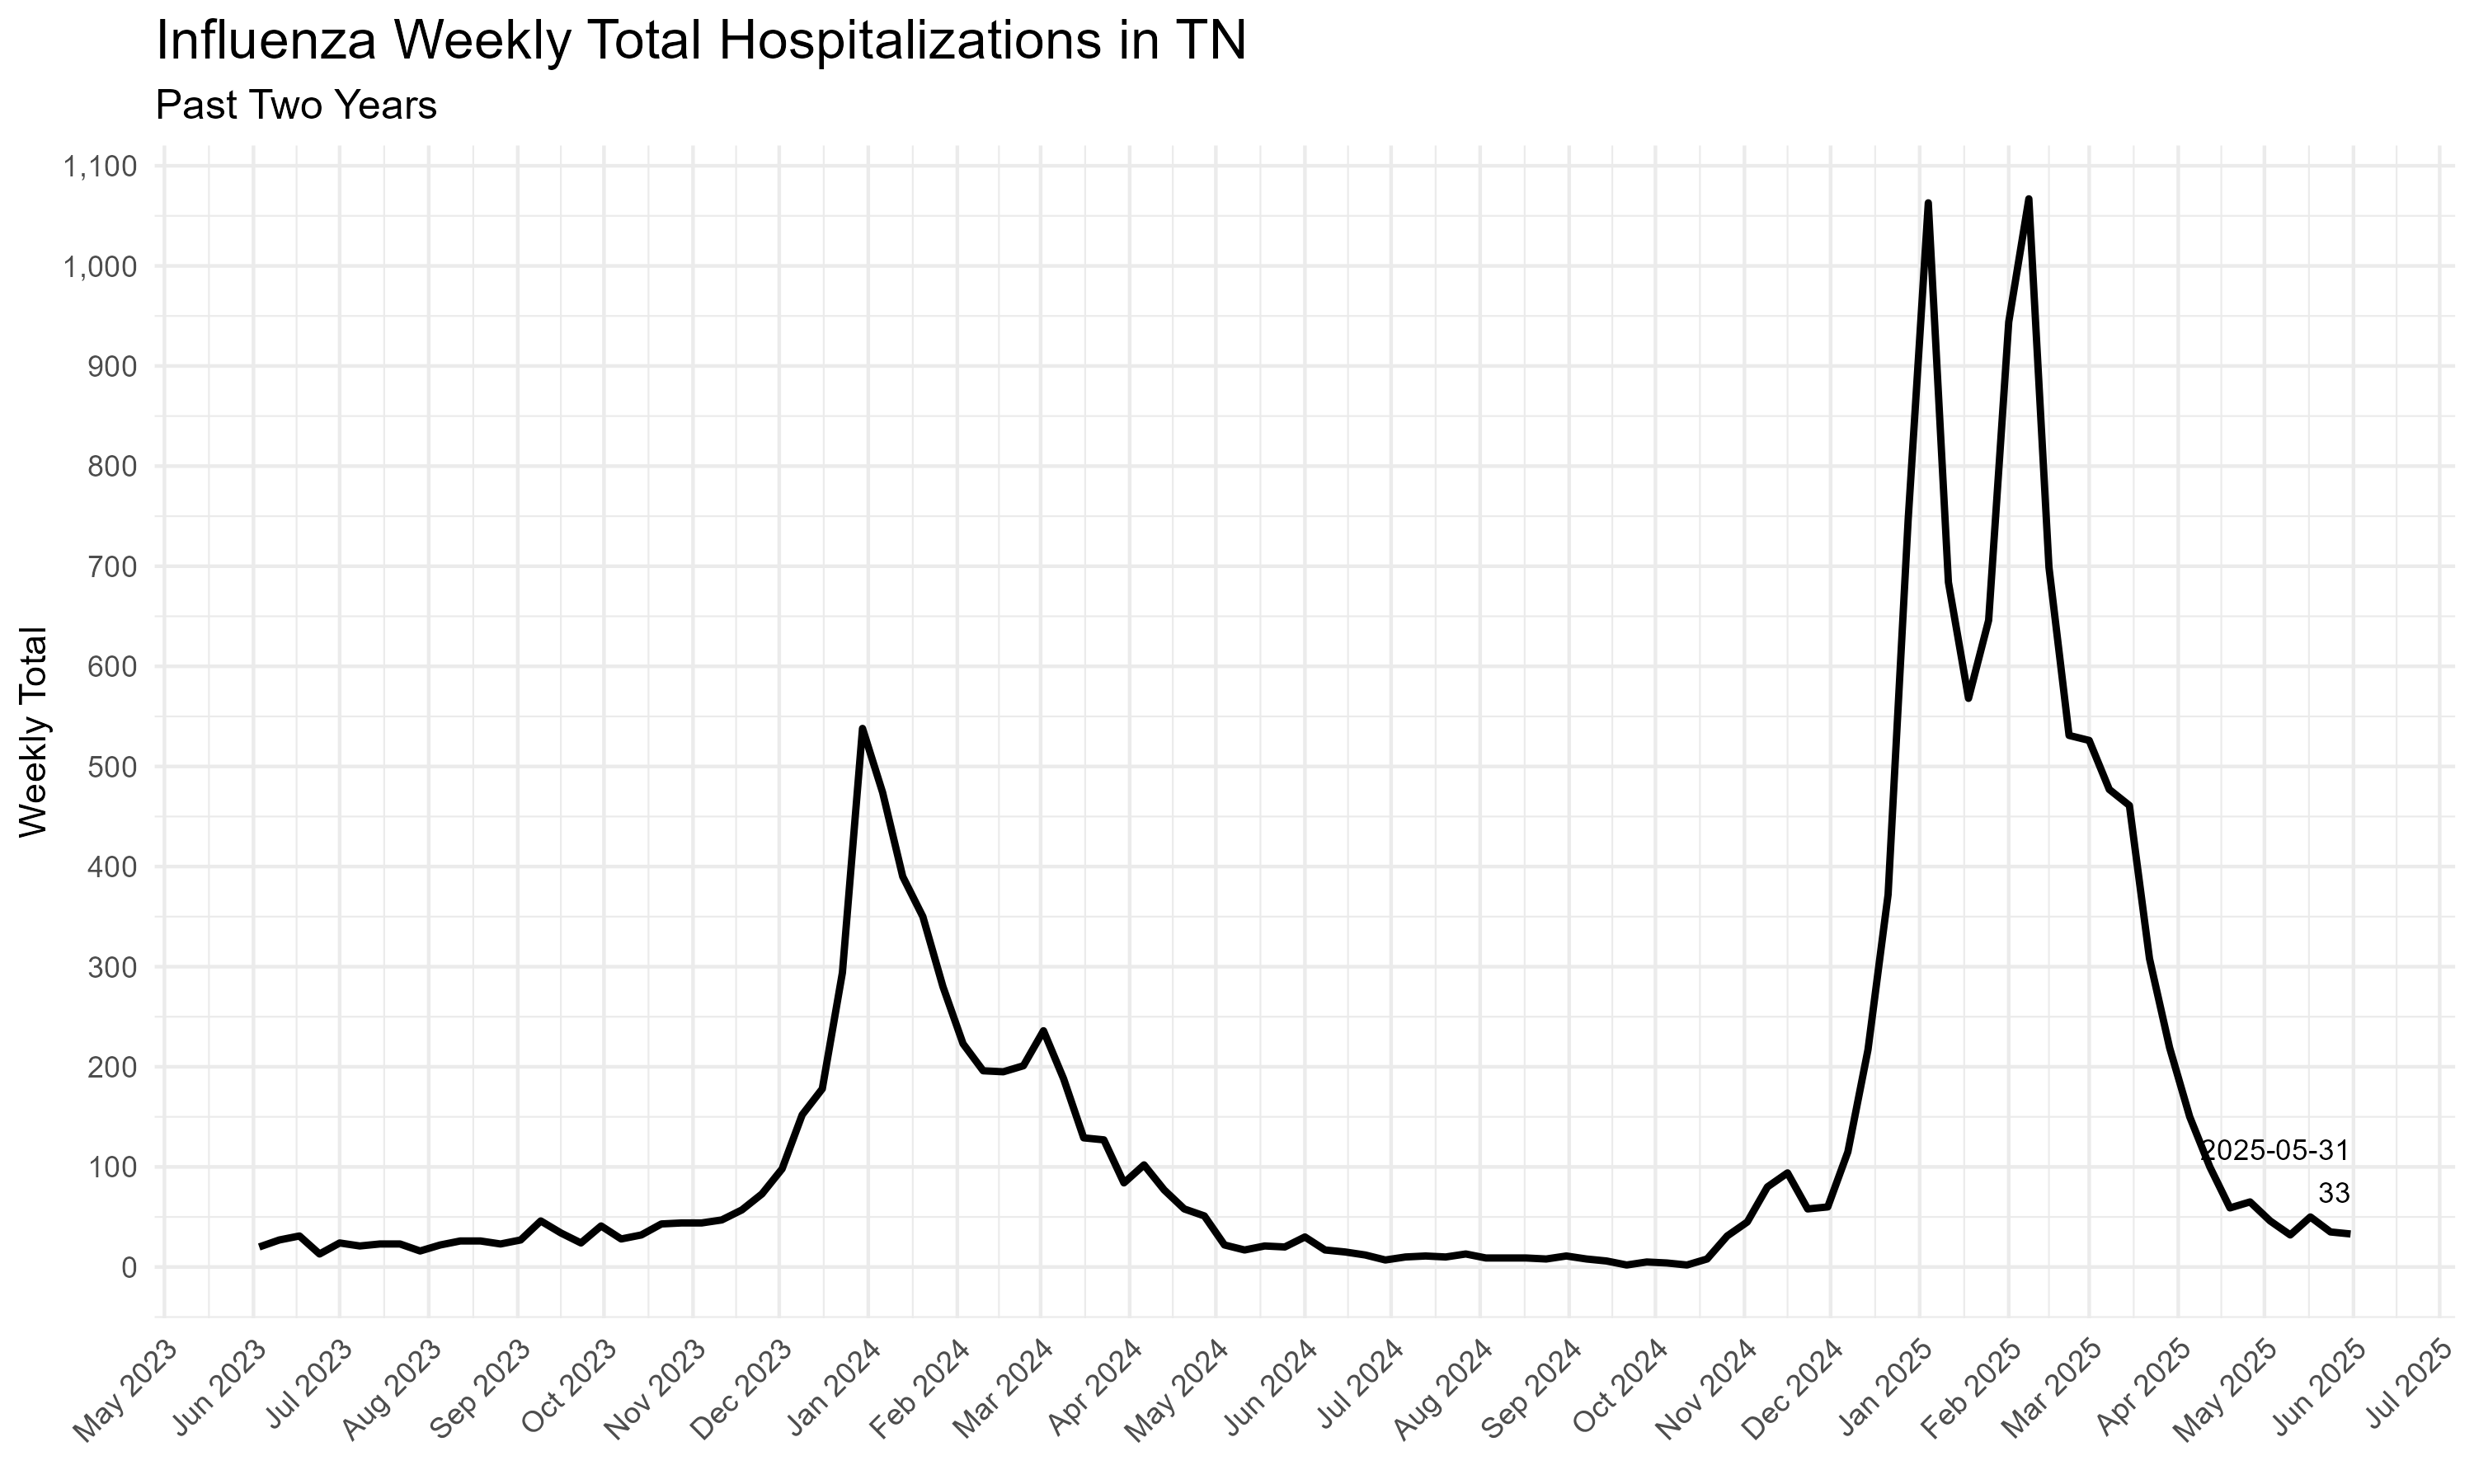 Influenza Weekly Total Hospitalizations in TN
Past Two Years
1,100
1,000
900
800
700
600
500
400
300
200
100
0
Weekly Total
2025-05-31
33
May 2023
Jun 2023
Jul 2023
Aug 2023
Sep 2023
Oct 2023
Nov 2023
Dec 2023
Jan 2024
Feb 2024
Mar 2024
Apr 2024
May 2024
Jun 2024
Jul 2024
Aug 2024
Sep 2024
Oct 2024
Nov 2024
Dec 2024
Jan 2025
Feb 2025
Mar 2025
Apr 2025
May 2025
Jun 2025
Jul 2025